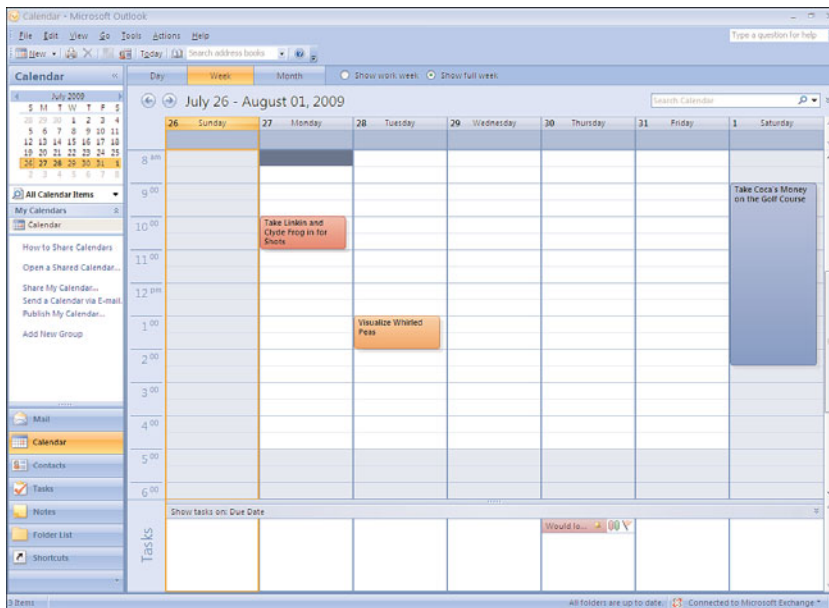 Calendar - Microsoft Outlook
File Edit View Go Tools Actions Help
Type a question for help
New Today Search address books
Calendar
Day Week Month Show work week Show full week
July 2009
S M T W T F S
28 29 30 1 2 3 4
5 6 7 8 9 10 11
12 13 14 15 16 17 18
19 20 21 22 23 24 25
26 27 28 29 30 31 1
2 3 4 5 6 7 8
July 26 - August 01, 2009
Search Calendar
26 Sunday 27 Monday 28 Tuesday 29 Wednesday 30 Thursday 31 Friday 1 Saturday
All Calendar Items
My Calendars
Calendar
How to Share Calendars
Open a Shared Calendar...
Share My Calendar...
Send a Calendar via E-mail.
Publish My Calendar...
Add New Group
8 am
9 00
10 00
11 00
12 pm
1 00
2 00
3 00
4 00
5 00
6 00
Take Linkin and
Clyde Frog in for
Shots
Visualize Whirled
Peas
Take Coca's Money
on the Golf Course
Mail
Calendar
Contacts
Tasks
Notes
Folder List
Shortcuts
Show tasks on: Due Date
Tasks
Would lo...
3 Items
All folders are up to date. Connected to Microsoft Exchange